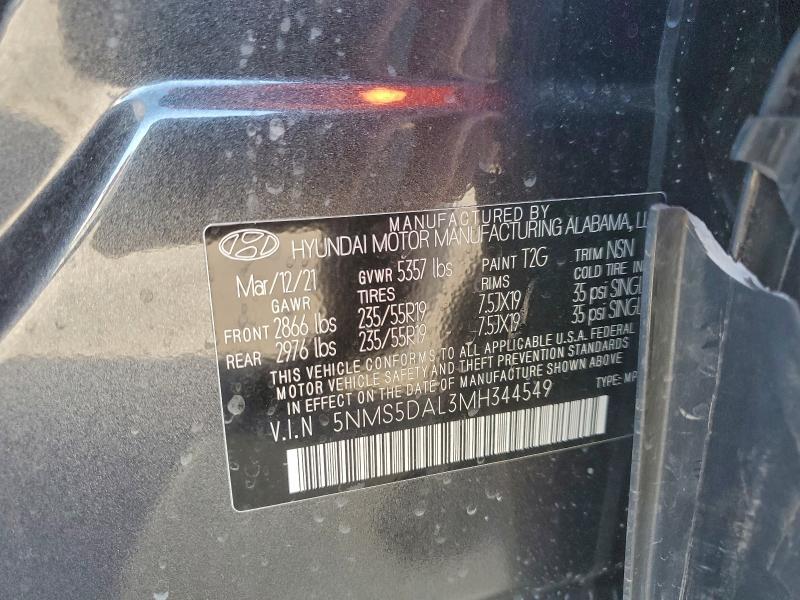 MANUFACTURED BY
HYUNDAI MOTOR MANUFACTURING ALABAMA, LL
Mar/12/21 GVWR 5357 lbs PAINT T2G TRIM NSN
GAWR TIRES RIMS COLD TIRE IN
FRONT 2866 lbs 235/55R19 7.5JX19 35 psi SINGL
REAR 2976 lbs 235/55R19 7.5JX19 35 psi SINGL
THIS VEHICLE CONFORMS TO ALL APPLICABLE U.S.A. FEDERAL
MOTOR VEHICLE SAFETY AND THEFT PREVENTION STANDARDS
IN EFFECT ON THE DATE OF MANUFACTURE SHOWN ABOVE
V.I.N 5NMS5DAL3MH344549 TYPE: MP